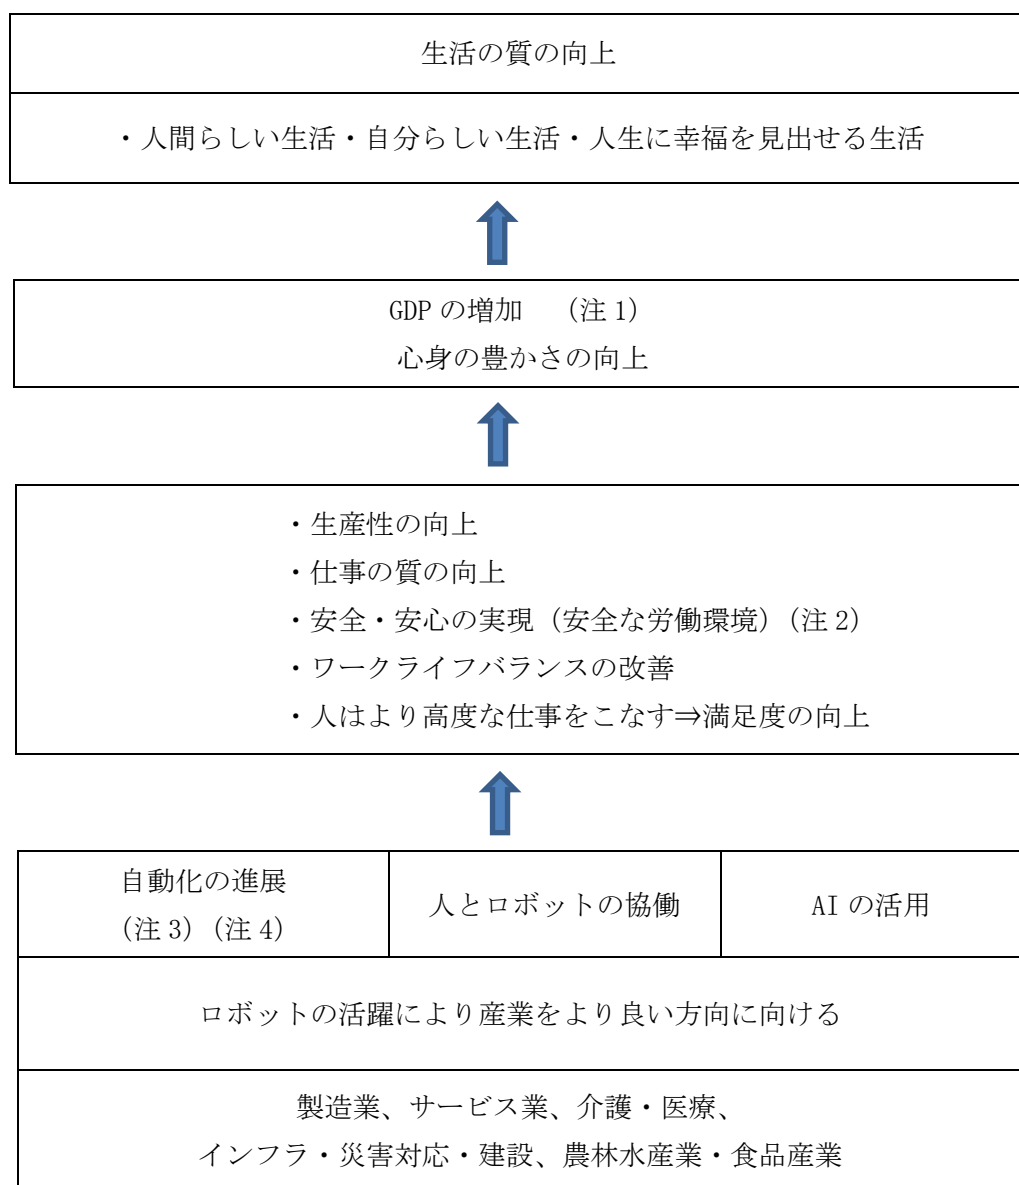 生活の質の向上
・人間らしい生活・自分らしい生活・人生に幸福を見出せる生活
GDP の増加　（注 1）
心身の豊かさの向上
・生産性の向上
・仕事の質の向上
・安全・安心の実現（安全な労働環境）（注 2）
・ワークライフバランスの改善
・人はより高度な仕事をこなす⇒満足度の向上
自動化の進展
（注 3）（注 4）
人とロボットの協働
AI の活用
ロボットの活躍により産業をより良い方向に向ける
製造業、サービス業、介護・医療、
インフラ・災害対応・建設、農林水産業・食品産業